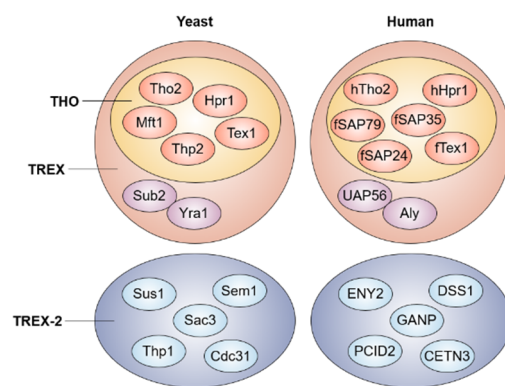 Yeast
Human
THO
TREX
TREX-2
Tho2
Hpr1
Mft1
Tex1
Thp2
Sub2
Yra1
hTho2
hHpr1
fSAP79
fSAP35
fSAP24
fTex1
UAP56
Aly
Sus1
Sem1
Sac3
Thp1
Cdc31
ENY2
DSS1
GANP
PCID2
CETN3